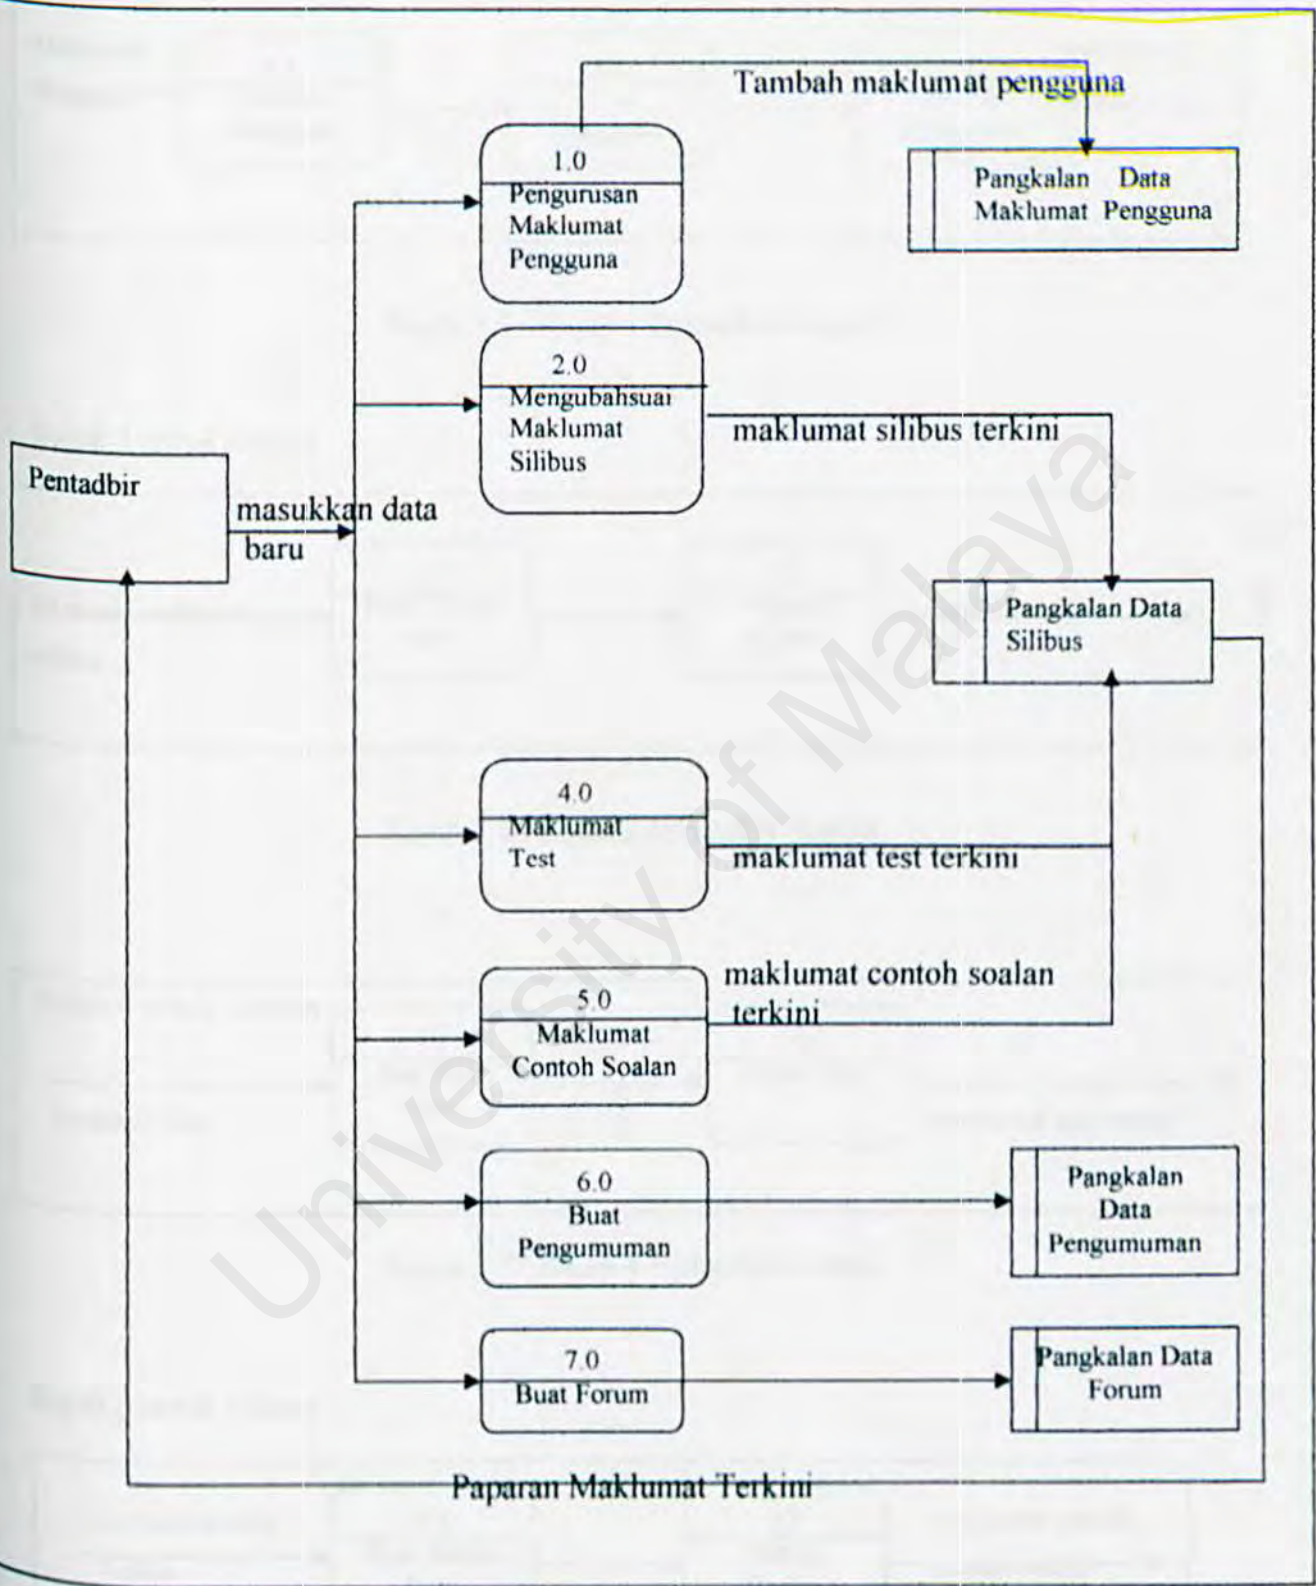 Tambah maklumat pengguna
1.0
Pengurusan
Maklumat
Pengguna
Pangkalan Data
Maklumat Pengguna
2.0
Mengubahsuai
Maklumat
Silibus
maklumat silibus terkini
Pentadbir
masukkan data
baru
Pangkalan Data
Silibus
4.0
Maklumat
Test
maklumat test terkini
5.0
Maklumat
Contoh Soalan
maklumat contoh soalan
terkini
6.0
Buat
Pengumuman
Pangkalan
Data
Pengumuman
7.0
Buat Forum
Pangkalan Data
Forum
Paparan Maklumat Terkini
University of Malaya